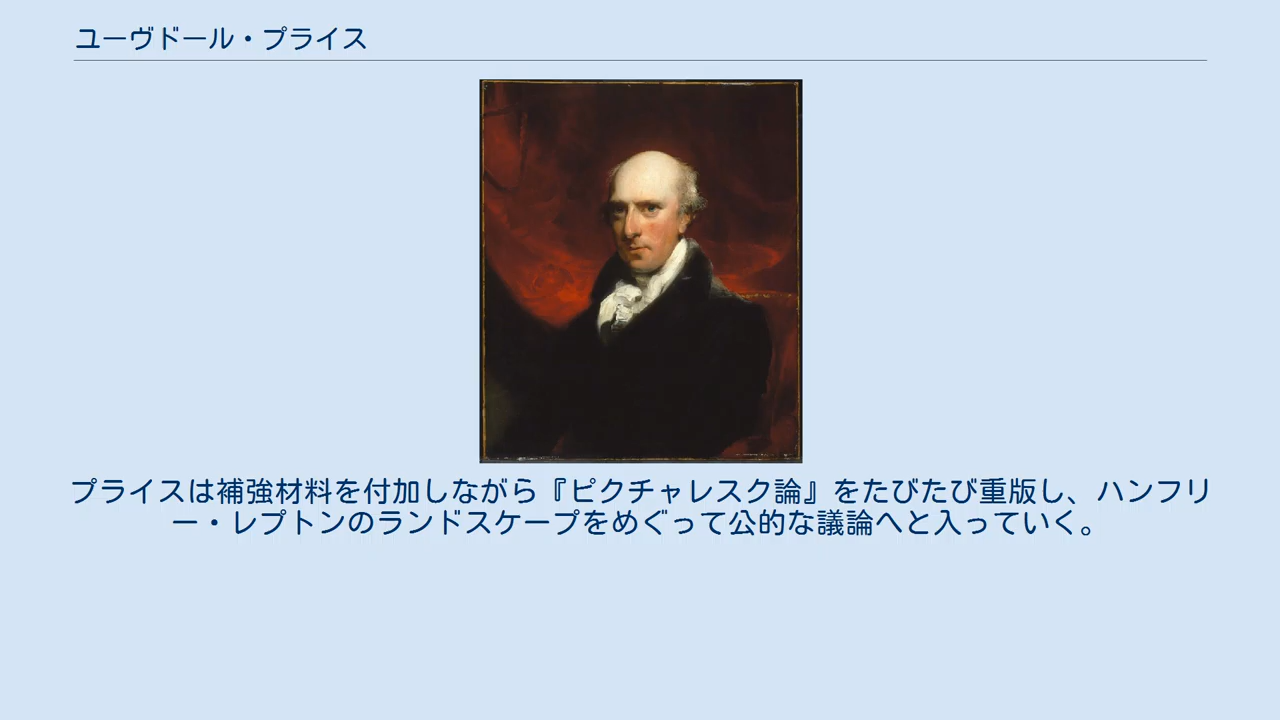 ユーヴドール・プライス
プライスは補強材料を付加しながら『ピクチャレスク論』をたびたび重版し、ハンフリ
ー・レプトンのランドスケープをめぐって公的な議論へと入っていく。